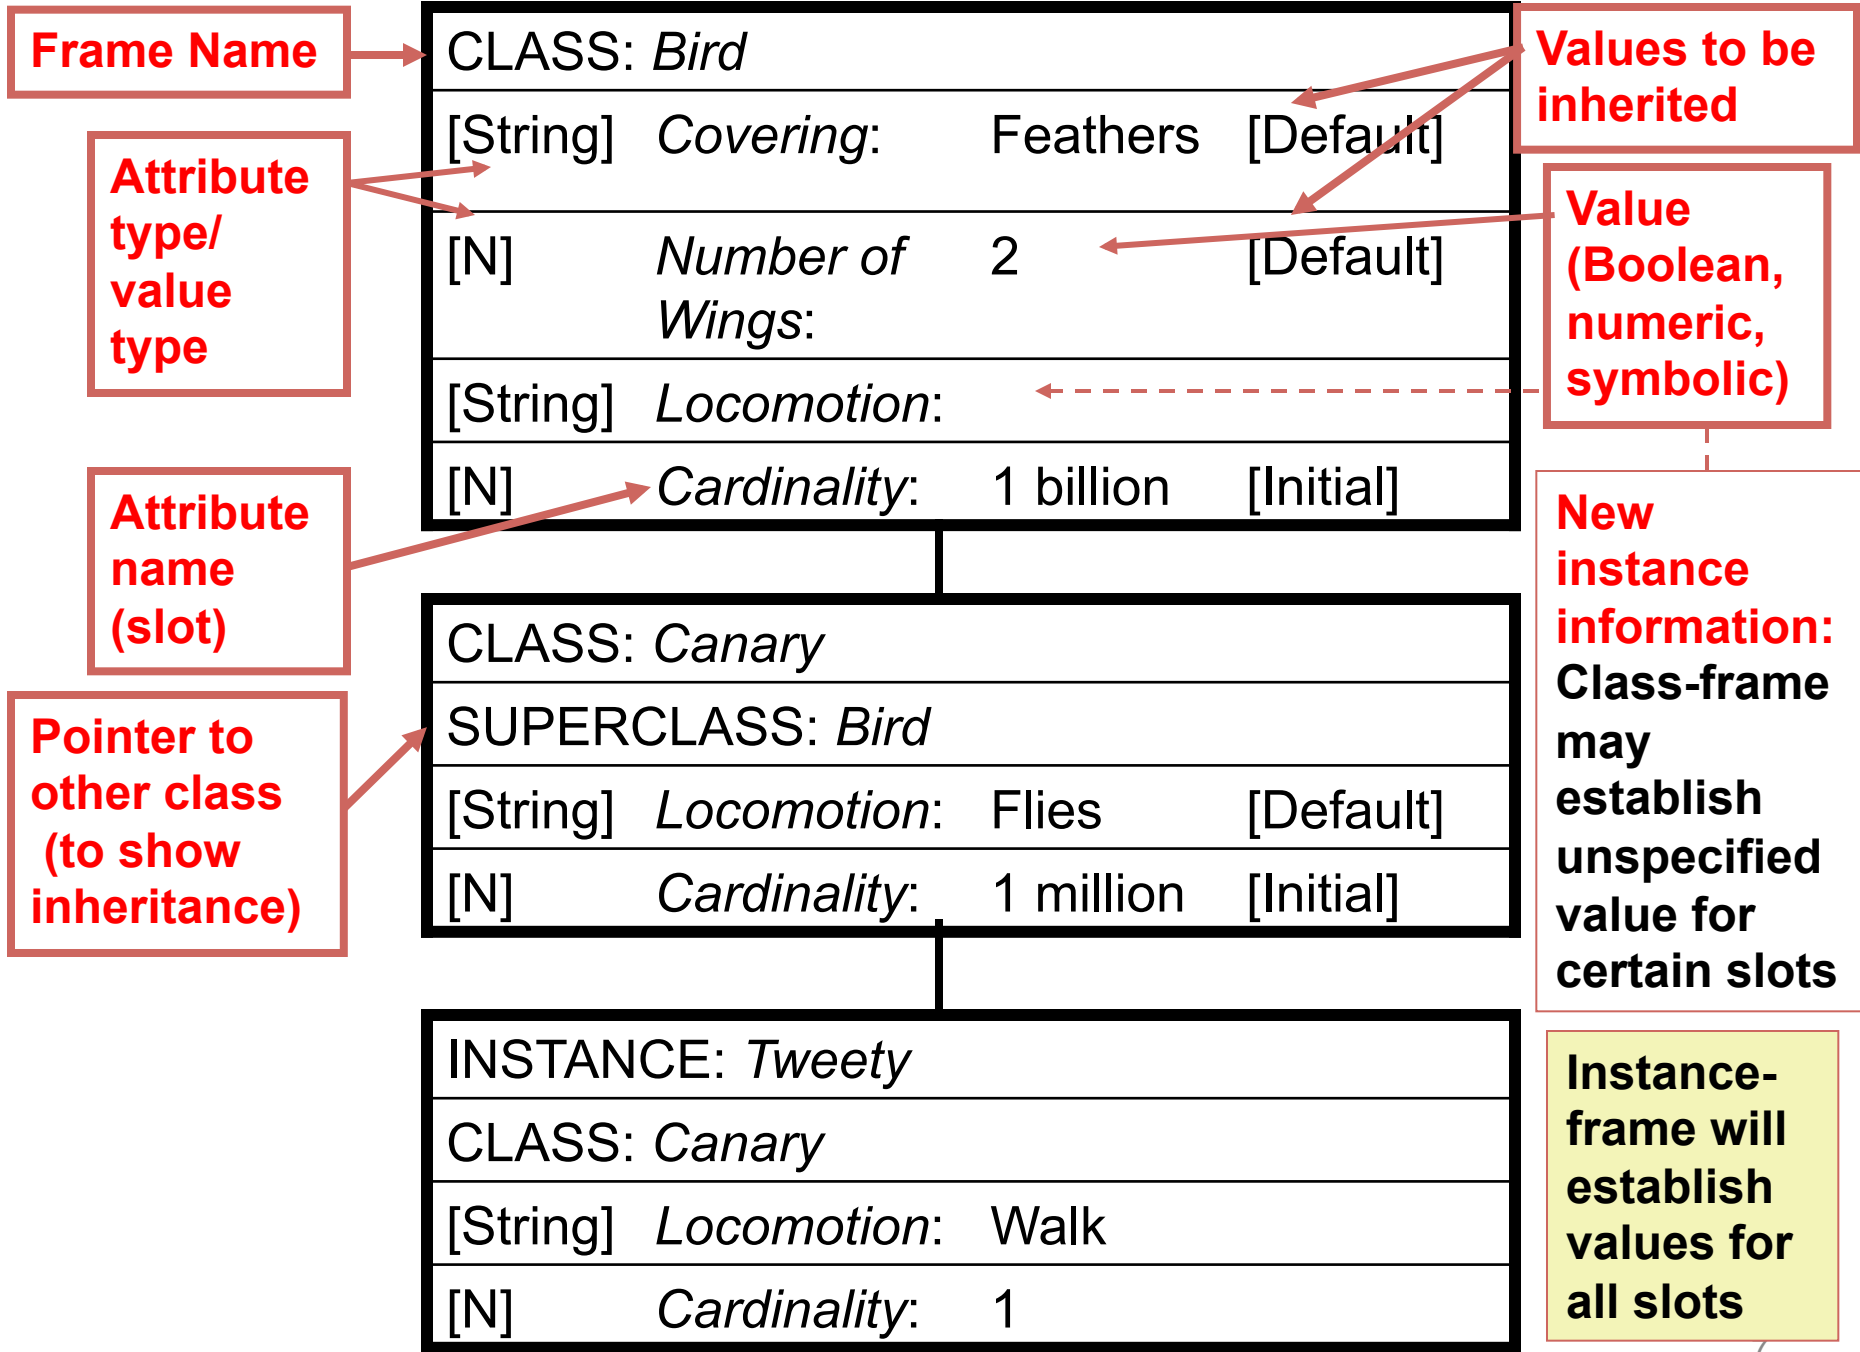 Frame Name
CLASS: Bird
[String] Covering: Feathers [Default]
[N] Number of
Wings: 2 [Default]
[String] Locomotion:
[N] Cardinality: 1 billion [Initial]
Values to be
inherited
Attribute
type/
value
type
Value
(Boolean,
numeric,
symbolic)
Attribute
name
(slot)
New
instance
information:
Class-frame
may
establish
unspecified
value for
certain slots
CLASS: Canary
SUPERCLASS: Bird
[String] Locomotion: Flies [Default]
[N] Cardinality: 1 million [Initial]
Pointer to
other class
(to show
inheritance)
INSTANCE: Tweety
CLASS: Canary
[String] Locomotion: Walk
[N] Cardinality: 1
Instance-
frame will
establish
values for
all slots